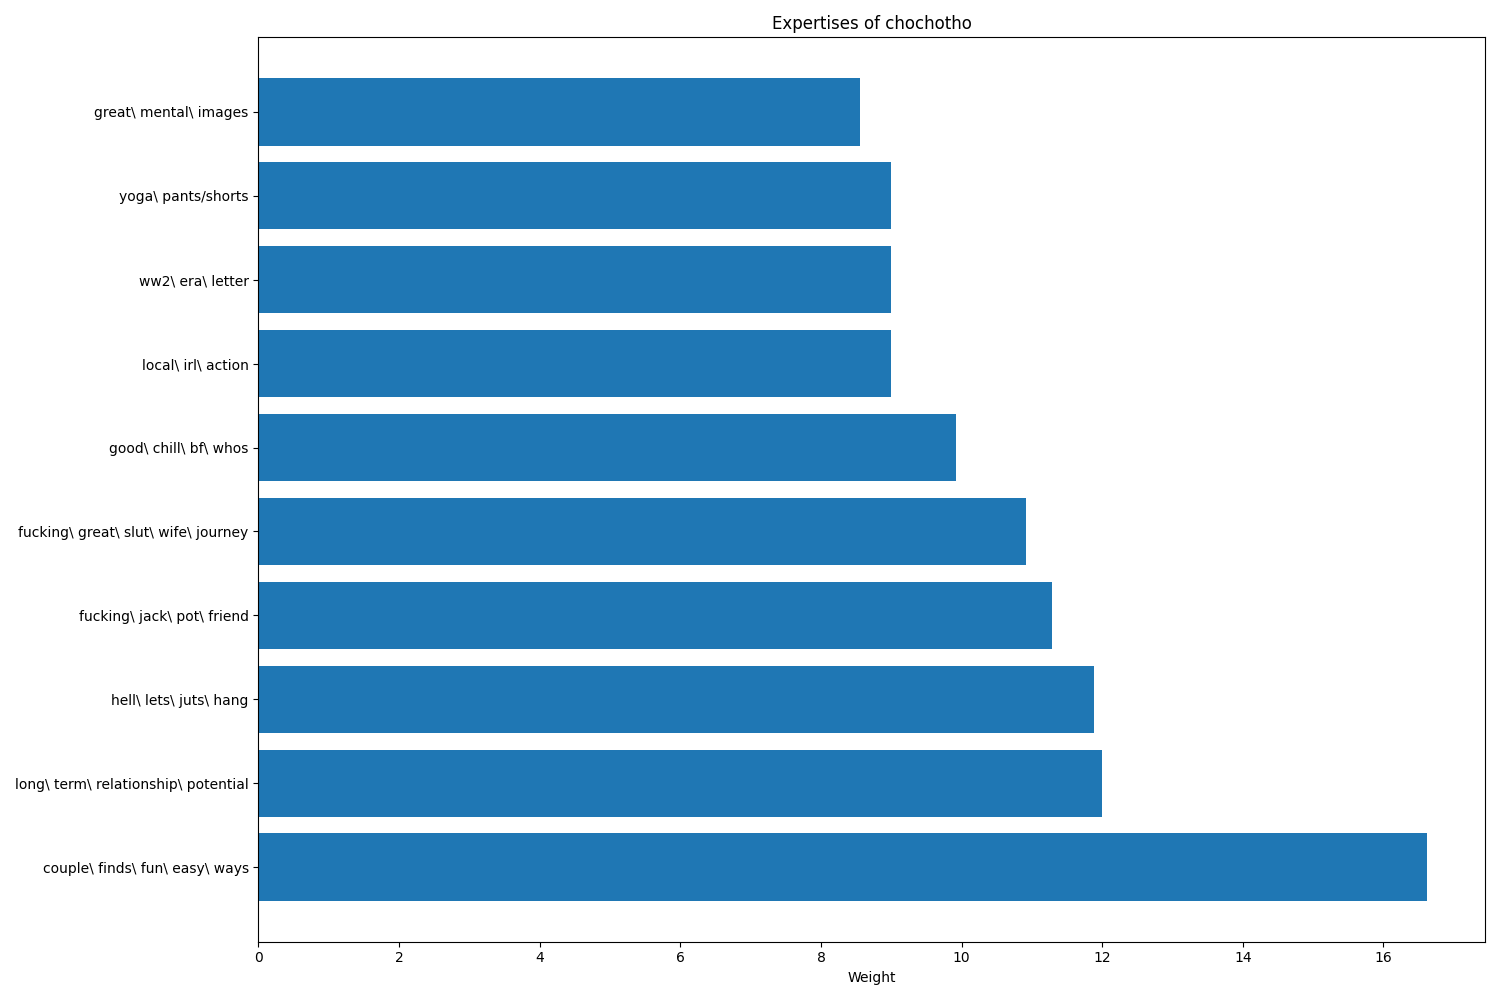 Expertises of chochotho
great\ mental\ images
yoga\ pants/shorts
ww2\ era\ letter
local\ irl\ action
good\ chill\ bf\ whos
fucking\ great\ slut\ wife\ journey
fucking\ jack\ pot\ friend
hell\ lets\ juts\ hang
long\ term\ relationship\ potential
couple\ finds\ fun\ easy\ ways
0 2 4 6 8 10 12 14 16
Weight